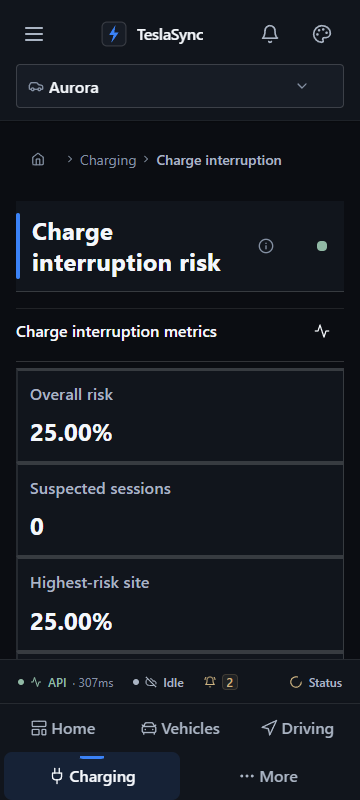 TeslaSync
Aurora
Charging
Charge interruption
Charge
interruption risk
Charge interruption metrics
Overall risk
25.00%
Suspected sessions
0
Highest-risk site
25.00%
API · 307ms
Idle
2
Status
Home
Vehicles
Driving
Charging
More